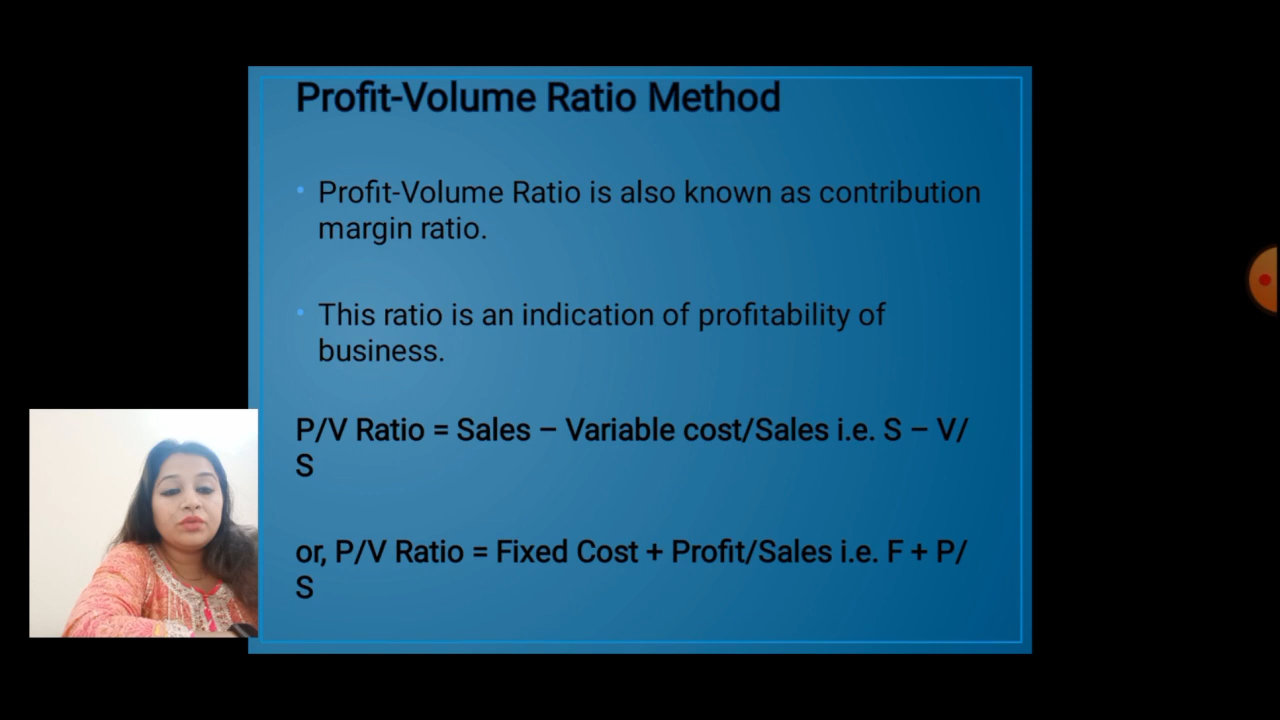 Profit-Volume Ratio Method
• Profit-Volume Ratio is also known as contribution
margin ratio.
• This ratio is an indication of profitability of
business.
P/V Ratio = Sales – Variable cost/Sales i.e. S – V/
S
or, P/V Ratio = Fixed Cost + Profit/Sales i.e. F + P/
S